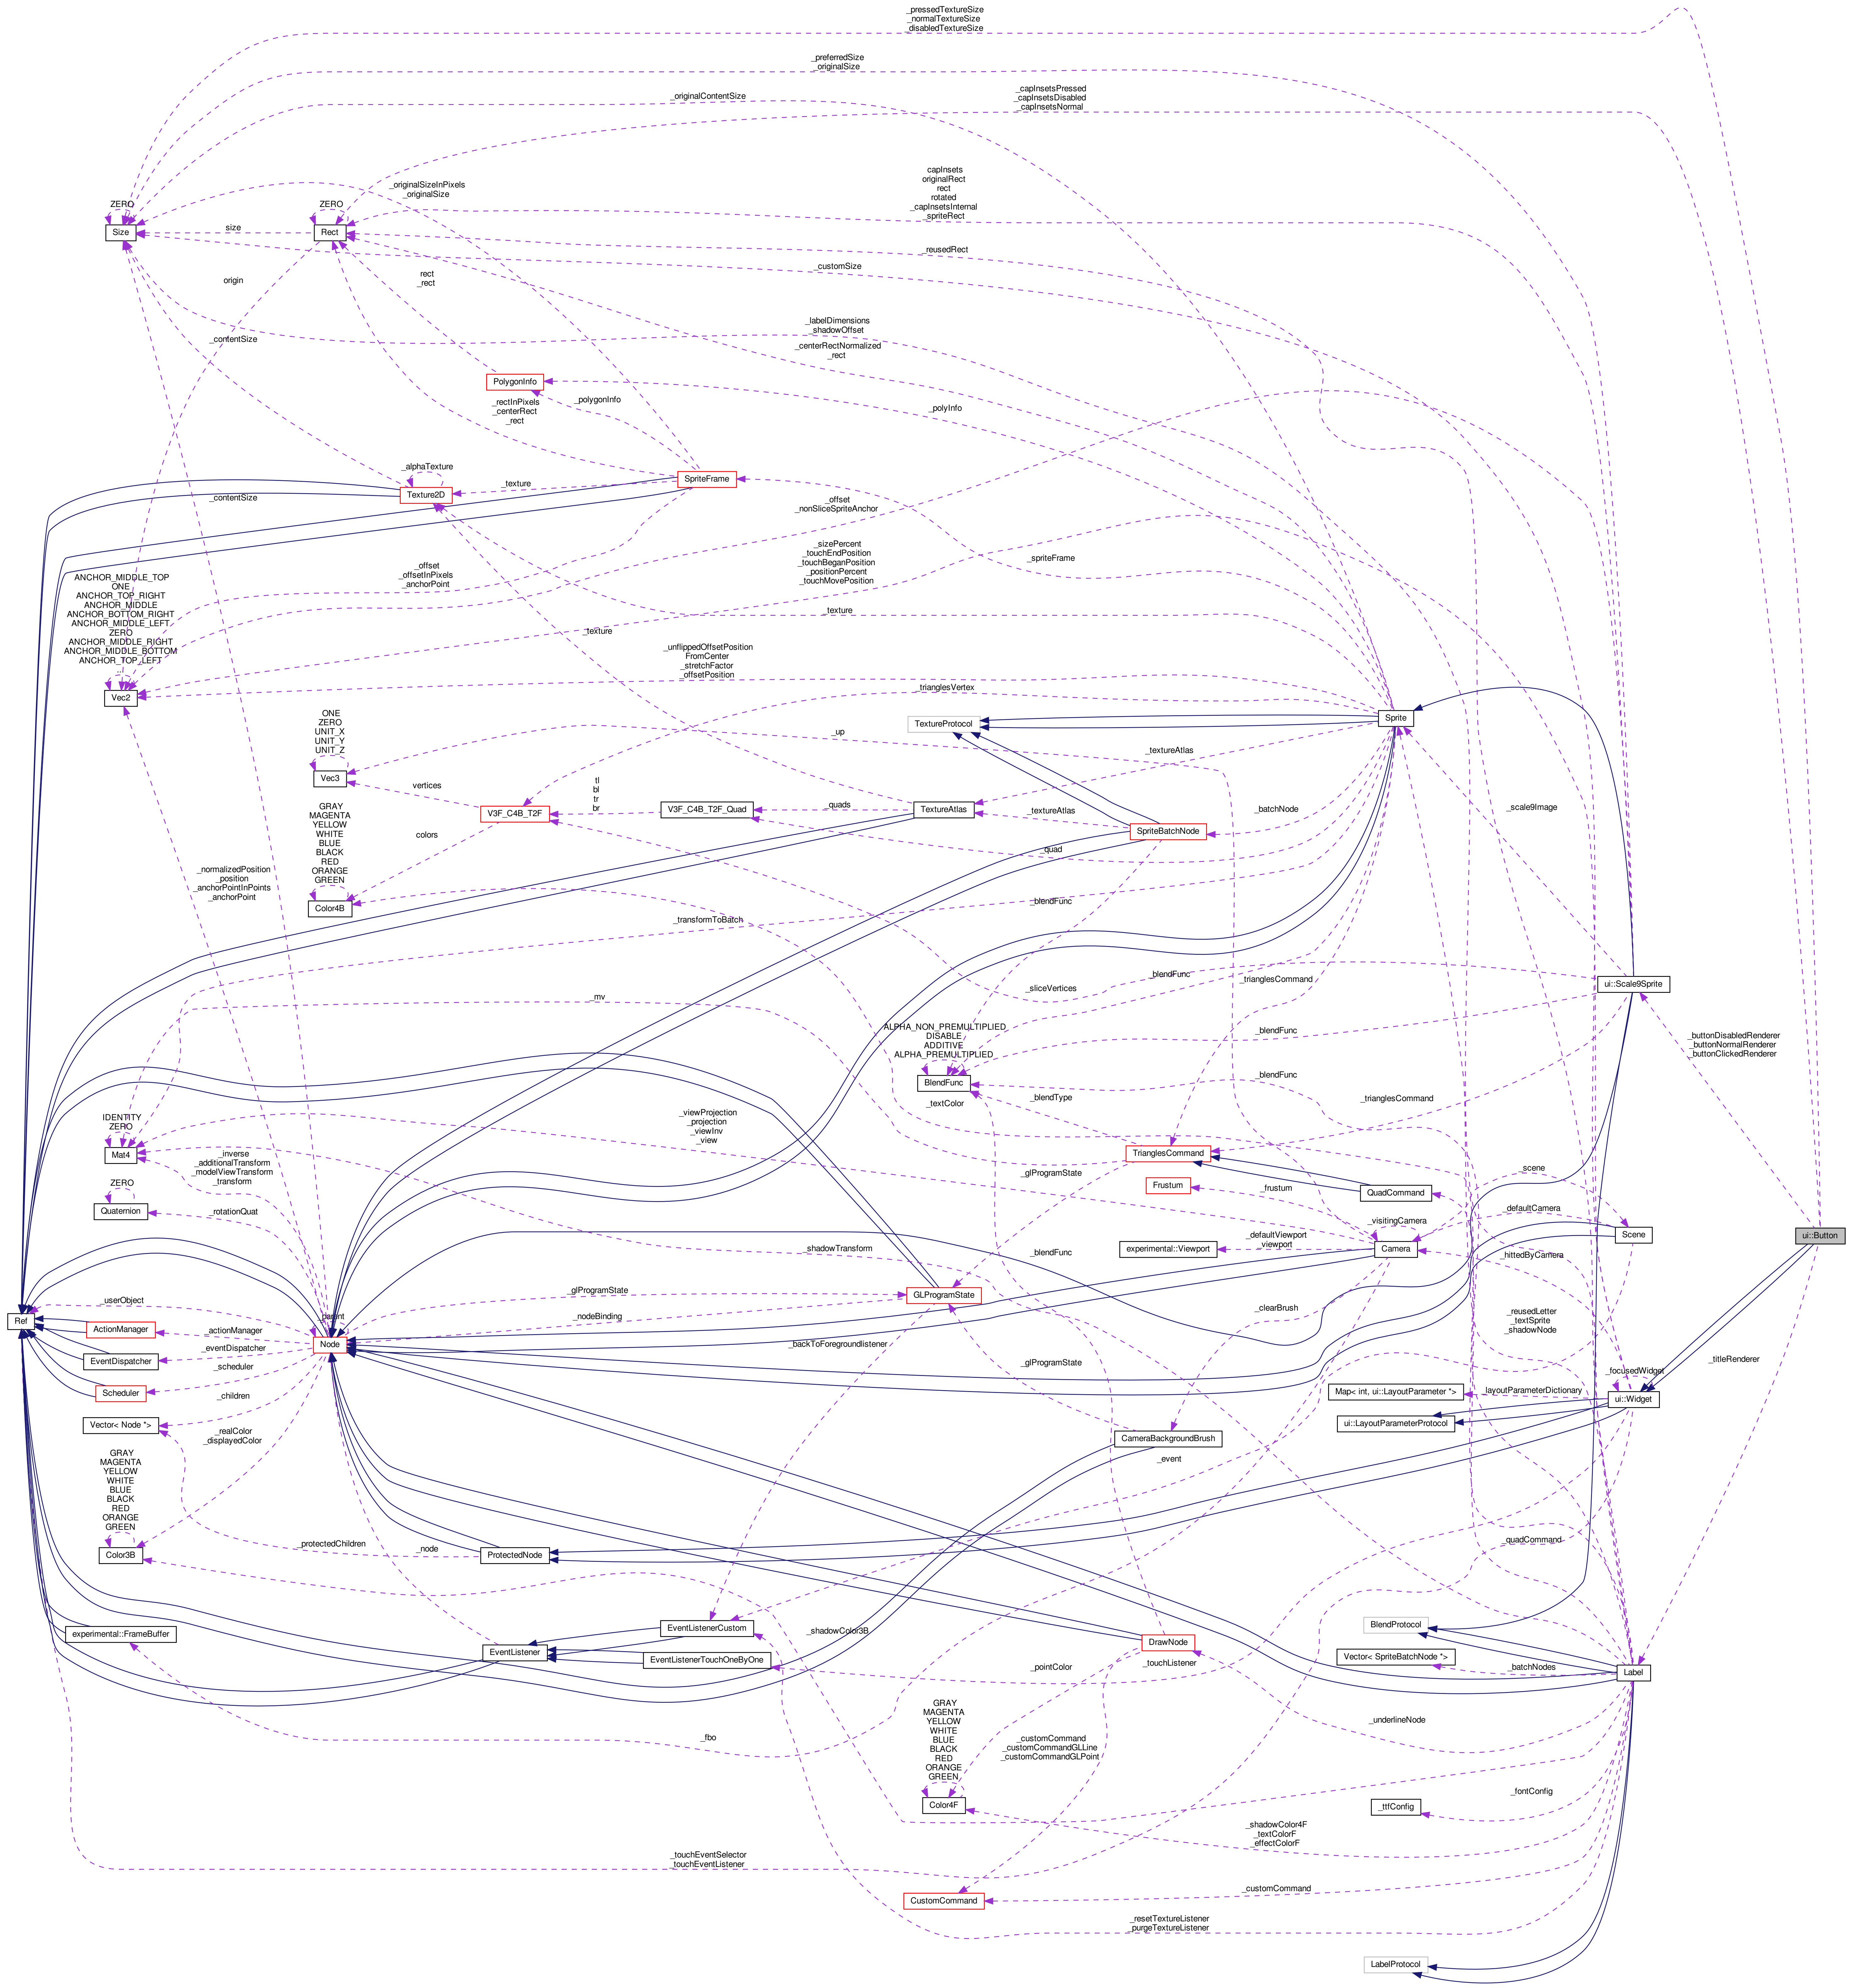 _pressedTextureSize
_normalTextureSize
_disabledTextureSize
_preferredSize
_originalSize
_originalContentSize
_capInsetsPressed
_capInsetsDisabled
_capInsetsNormal
capInsets
originalRect
rect
rotated
_capInsetsInternal
_spriteRect
_originalSizeInPixels
_originalSize
ZERO
Size
size
ZERO
Rect
_reusedRect
_customSize
origin
rect
_rect
_labelDimensions
_shadowOffset
_contentSize
_centerRectNormalized
_rect
PolygonInfo
_polygonInfo
_polyInfo
_rectInPixels
_centerRect
_rect
_alphaTexture
Texture2D
_texture
SpriteFrame
_contentSize
_offset
_nonSliceSpriteAnchor
_sizePercent
_touchEndPosition
_touchBeganPosition
_positionPercent
_touchMovePosition
_spriteFrame
_offset
_offsetInPixels
_anchorPoint
ANCHOR_MIDDLE_TOP
ONE
ANCHOR_TOP_RIGHT
ANCHOR_MIDDLE
ANCHOR_BOTTOM_RIGHT
ANCHOR_MIDDLE_LEFT
ZERO
ANCHOR_MIDDLE_RIGHT
ANCHOR_MIDDLE_BOTTOM
ANCHOR_TOP_LEFT
...
Vec2
_texture
_texture
_unflippedOffsetPosition
FromCenter
_stretchFactor
_offsetPosition
_trianglesVertex
TextureProtocol
Sprite
ONE
ZERO
UNIT_X
UNIT_Y
UNIT_Z
Vec3
_up
_textureAtlas
vertices
tl
bl
tr
br
V3F_C4B_T2F
V3F_C4B_T2F_Quad
_quads
TextureAtlas
_textureAtlas
_batchNode
SpriteBatchNode
_scale9Image
GRAY
MAGENTA
YELLOW
WHITE
BLUE
BLACK
RED
ORANGE
GREEN
Color4B
colors
_quad
_normalizedPosition
_position
_anchorPointInPoints
_anchorPoint
_blendFunc
_transformToBatch
_mv
_sliceVertices
_blendFunc
_trianglesCommand
ui::Scale9Sprite
ALPHA_NON_PREMULTIPLIED
DISABLE
ADDITIVE
ALPHA_PREMULTIPLIED
BlendFunc
_blendFunc
_buttonDisabledRenderer
_buttonNormalRenderer
_buttonClickedRenderer
_blendFunc
_blendType
_textColor
_trianglesCommand
IDENTITY
ZERO
Mat4
_viewProjection
_projection
_viewInv
_view
_inverse
_additionalTransform
_modelViewTransform
_transform
TrianglesCommand
_glProgramState
Frustum
_frustum
QuadCommand
_scene
ZERO
Quaternion
_rotationQuat
_defaultCamera
_visitingCamera
_defaultViewport
_viewport
experimental::Viewport
Camera
Scene
ui::Button
_shadowTransform
_blendFunc
_hittedByCamera
_userObject
_glProgramState
GLProgramState
_nodeBinding
_clearBrush
_parent
Ref
ActionManager
_actionManager
Node
_backToForegroundlistener
_reusedLetter
_textSprite
_shadowNode
EventDispatcher
_eventDispatcher
_glProgramState
_titleRenderer
_focusedWidget
Scheduler
_scheduler
_children
Map< int, ui::LayoutParameter *>
_layoutParameterDictionary
ui::Widget
Vector< Node *>
ui::LayoutParameterProtocol
_realColor
_displayedColor
CameraBackgroundBrush
_event
GRAY
MAGENTA
YELLOW
WHITE
BLUE
BLACK
RED
ORANGE
GREEN
Color3B
_protectedChildren
_node
ProtectedNode
_quadCommand
experimental::FrameBuffer
EventListener
EventListenerCustom
EventListenerTouchOneByOne
_shadowColor3B
DrawNode
BlendProtocol
Vector< SpriteBatchNode *>
_batchNodes
Label
_pointColor
_touchListener
GRAY
MAGENTA
YELLOW
WHITE
BLUE
BLACK
RED
ORANGE
GREEN
Color4F
_underlineNode
_fbo
_customCommand
_customCommandGLLine
_customCommandGLPoint
_ttfConfig
_fontConfig
_shadowColor4F
_textColorF
_effectColorF
_touchEventSelector
_touchEventListener
CustomCommand
_customCommand
_resetTextureListener
_purgeTextureListener
LabelProtocol